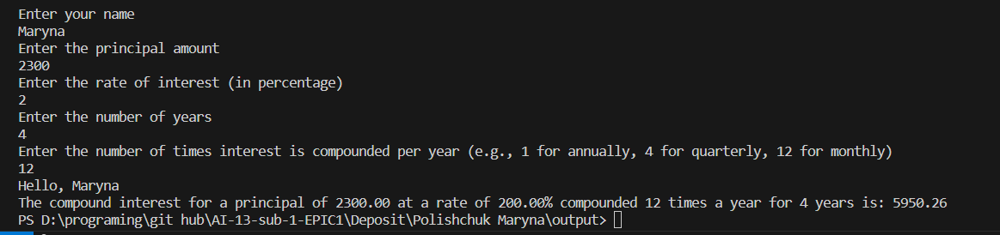 Enter your name
Maryna
Enter the principal amount
2300
Enter the rate of interest (in percentage)
2
Enter the number of years
4
Enter the number of times interest is compounded per year (e.g., 1 for annually, 4 for quarterly, 12 for monthly)
12
Hello, Maryna
The compound interest for a principal of 2300.00 at a rate of 200.00% compounded 12 times a year for 4 years is: 5950.26
PS D:\programing\git hub\AI-13-sub-1-EPIC1\Deposit\Polishchuk Maryna\output>